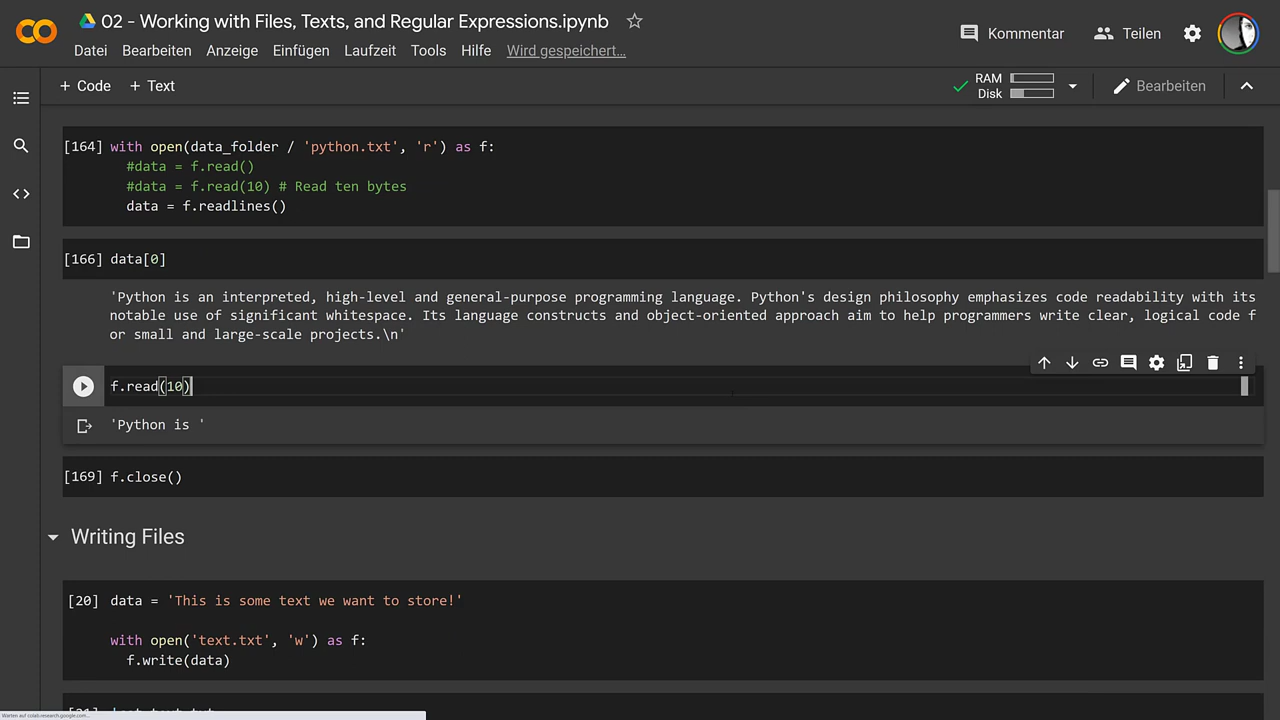 02 - Working with Files, Texts, and Regular Expressions.ipynb
Datei Bearbeiten Anzeige Einfügen Laufzeit Tools Hilfe Wird gespeichert…
Kommentar Teilen
+ Code + Text
RAM
Disk
Bearbeiten
[164] with open(data_folder / 'python.txt', 'r') as f:
#data = f.read()
#data = f.read(10) # Read ten bytes
data = f.readlines()
[166] data[0]
'Python is an interpreted, high-level and general-purpose programming language. Python's design philosophy emphasizes code readability with its
notable use of significant whitespace. Its language constructs and object-oriented approach aim to help programmers write clear, logical code f
or small and large-scale projects.\n'
f.read(10)
'Python is '
[169] f.close()
Writing Files
[20] data = 'This is some text we want to store!'
with open('text.txt', 'w') as f:
f.write(data)
Warten auf colab.research.google.com…